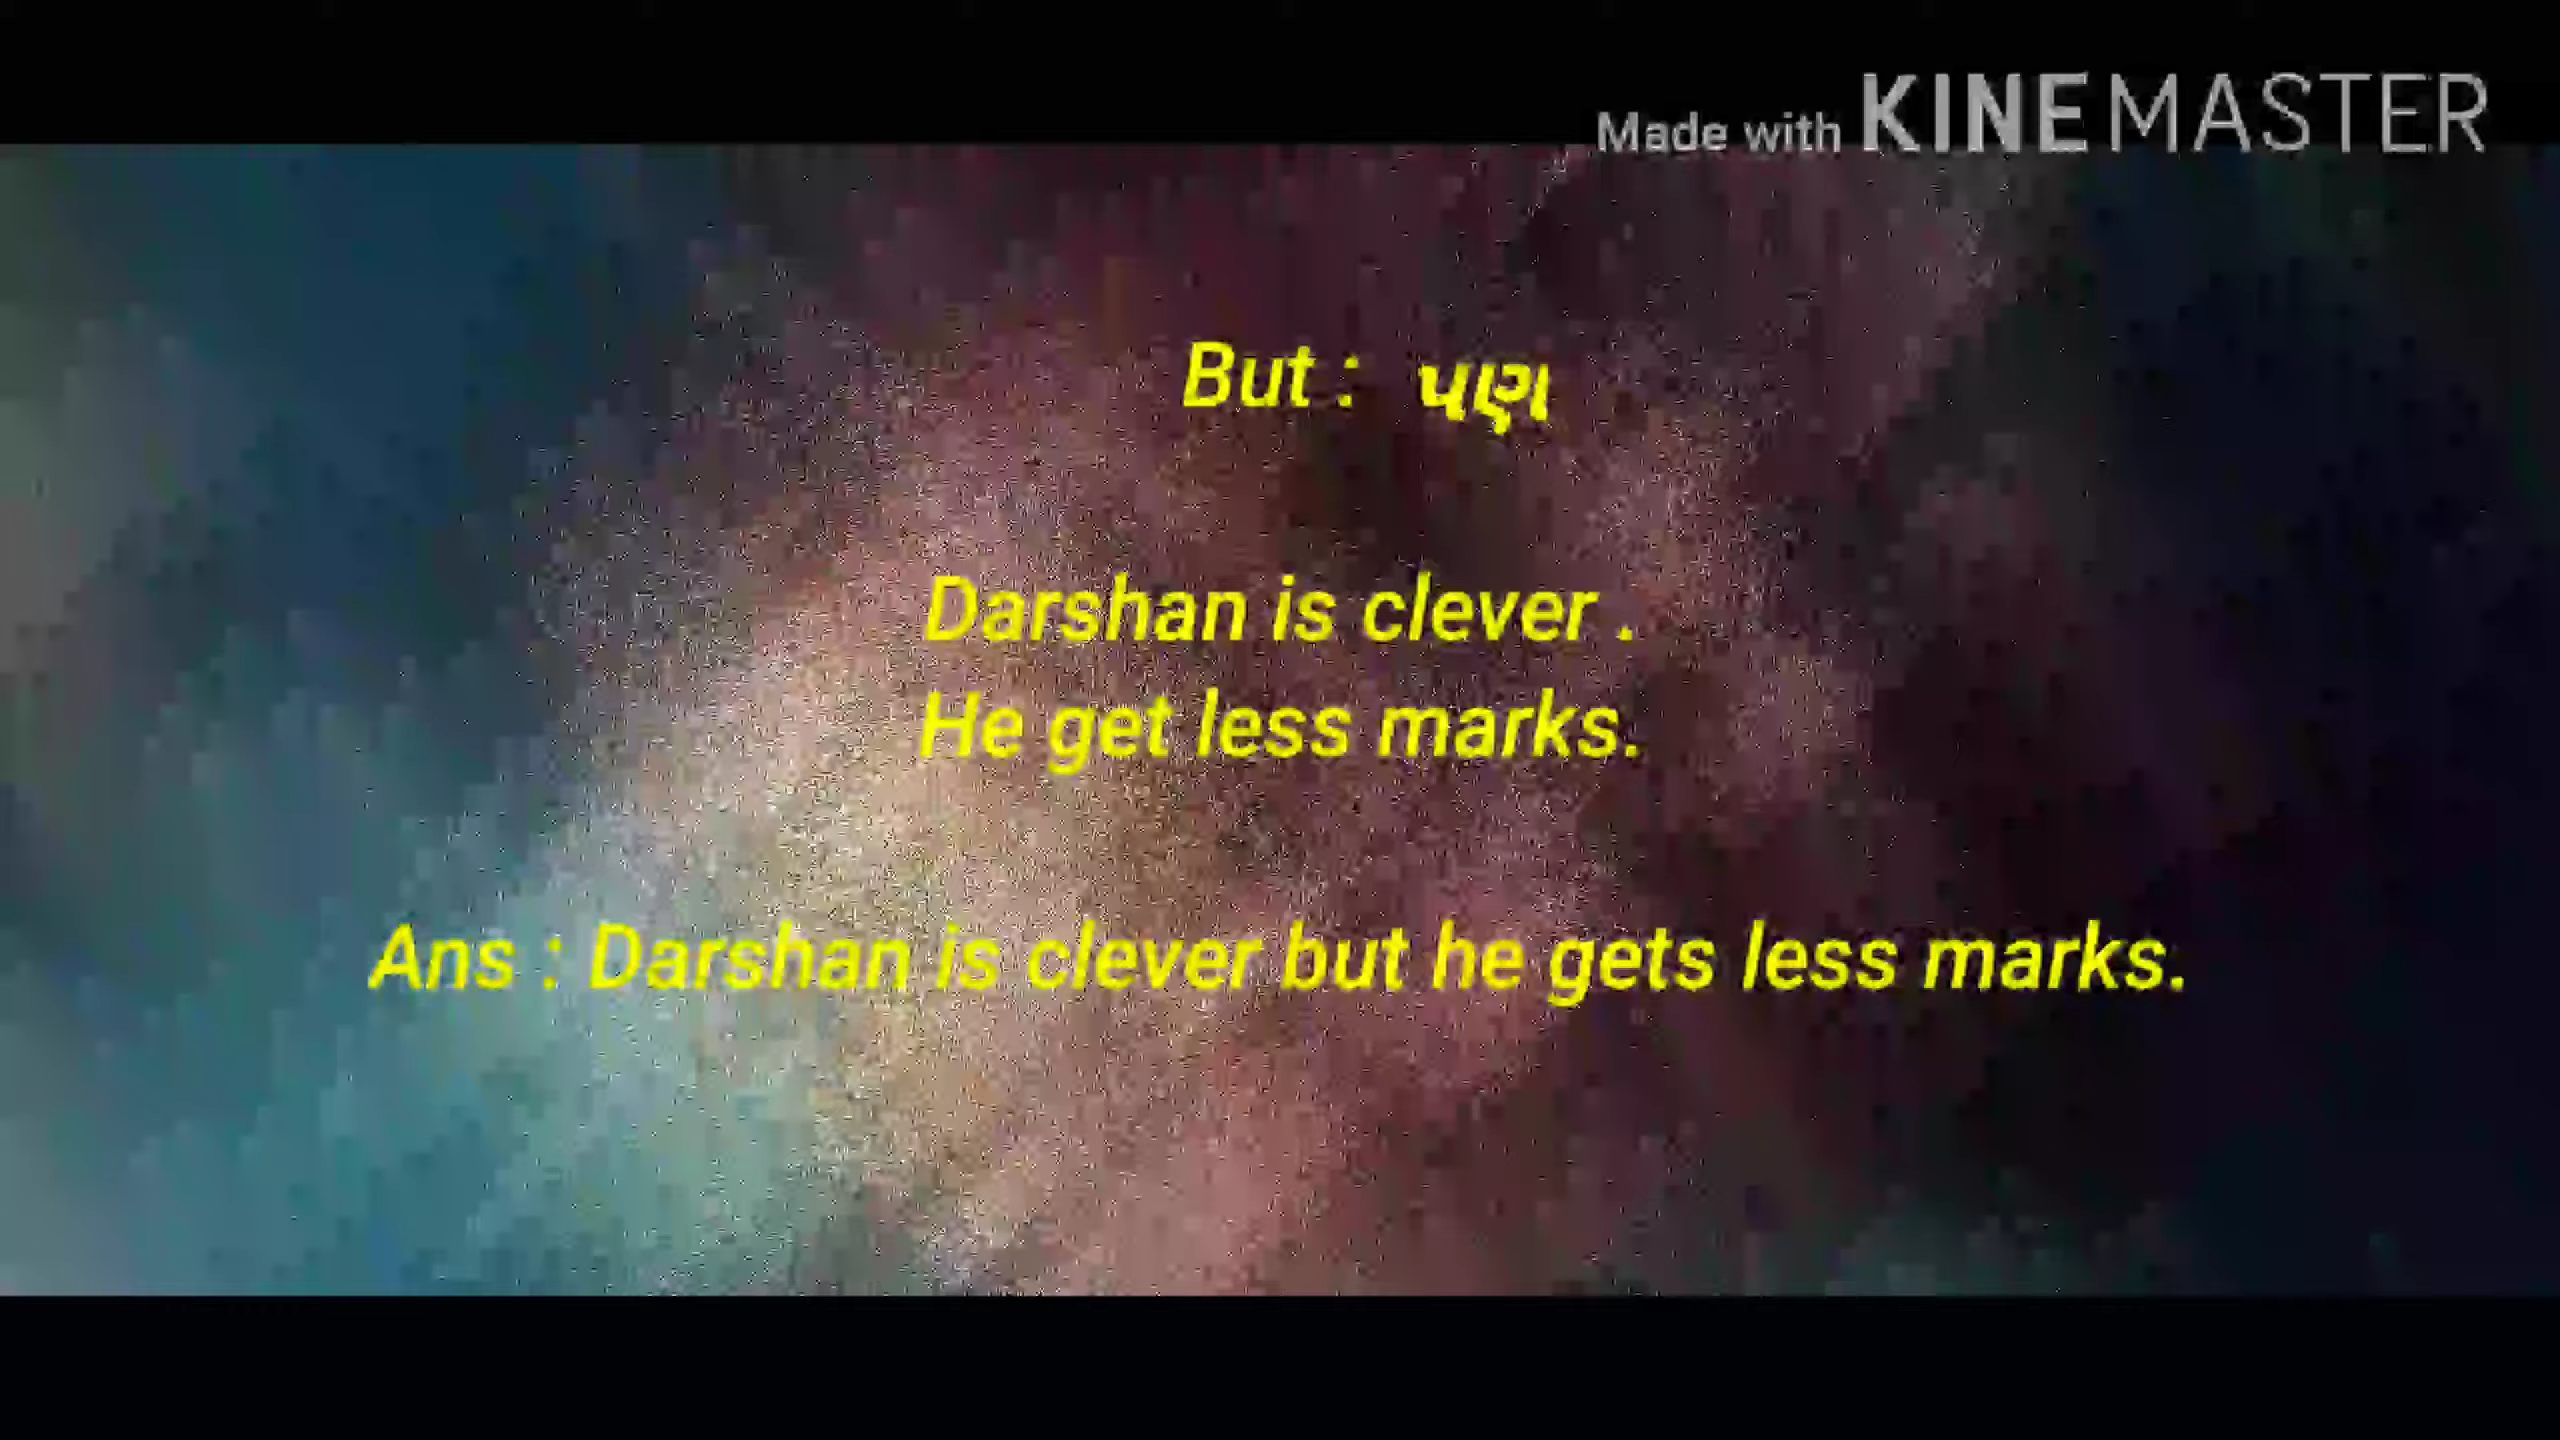 Made with KINEMASTER
But : પણ
Darshan is clever .
He get less marks.
Ans : Darshan is clever but he gets less marks.